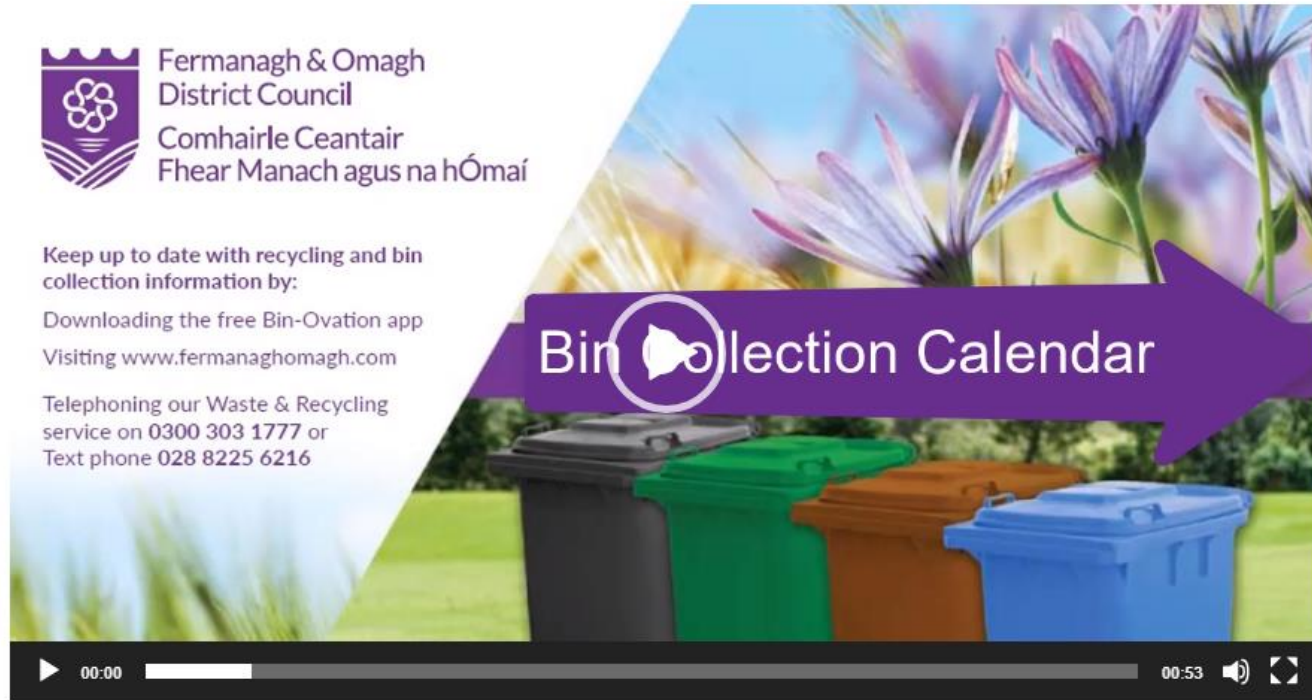 Fermanagh & Omagh
District Council
Comhairle Ceantair
Fhear Manach agus na hÓmaí
Keep up to date with recycling and bin
collection information by:
Downloading the free Bin-Ovation app
Visiting www.fermanaghomagh.com
Telephoning our Waste & Recycling
service on 0300 303 1777 or
Text phone 028 8225 6216
Bin Collection Calendar
00:00
00:53